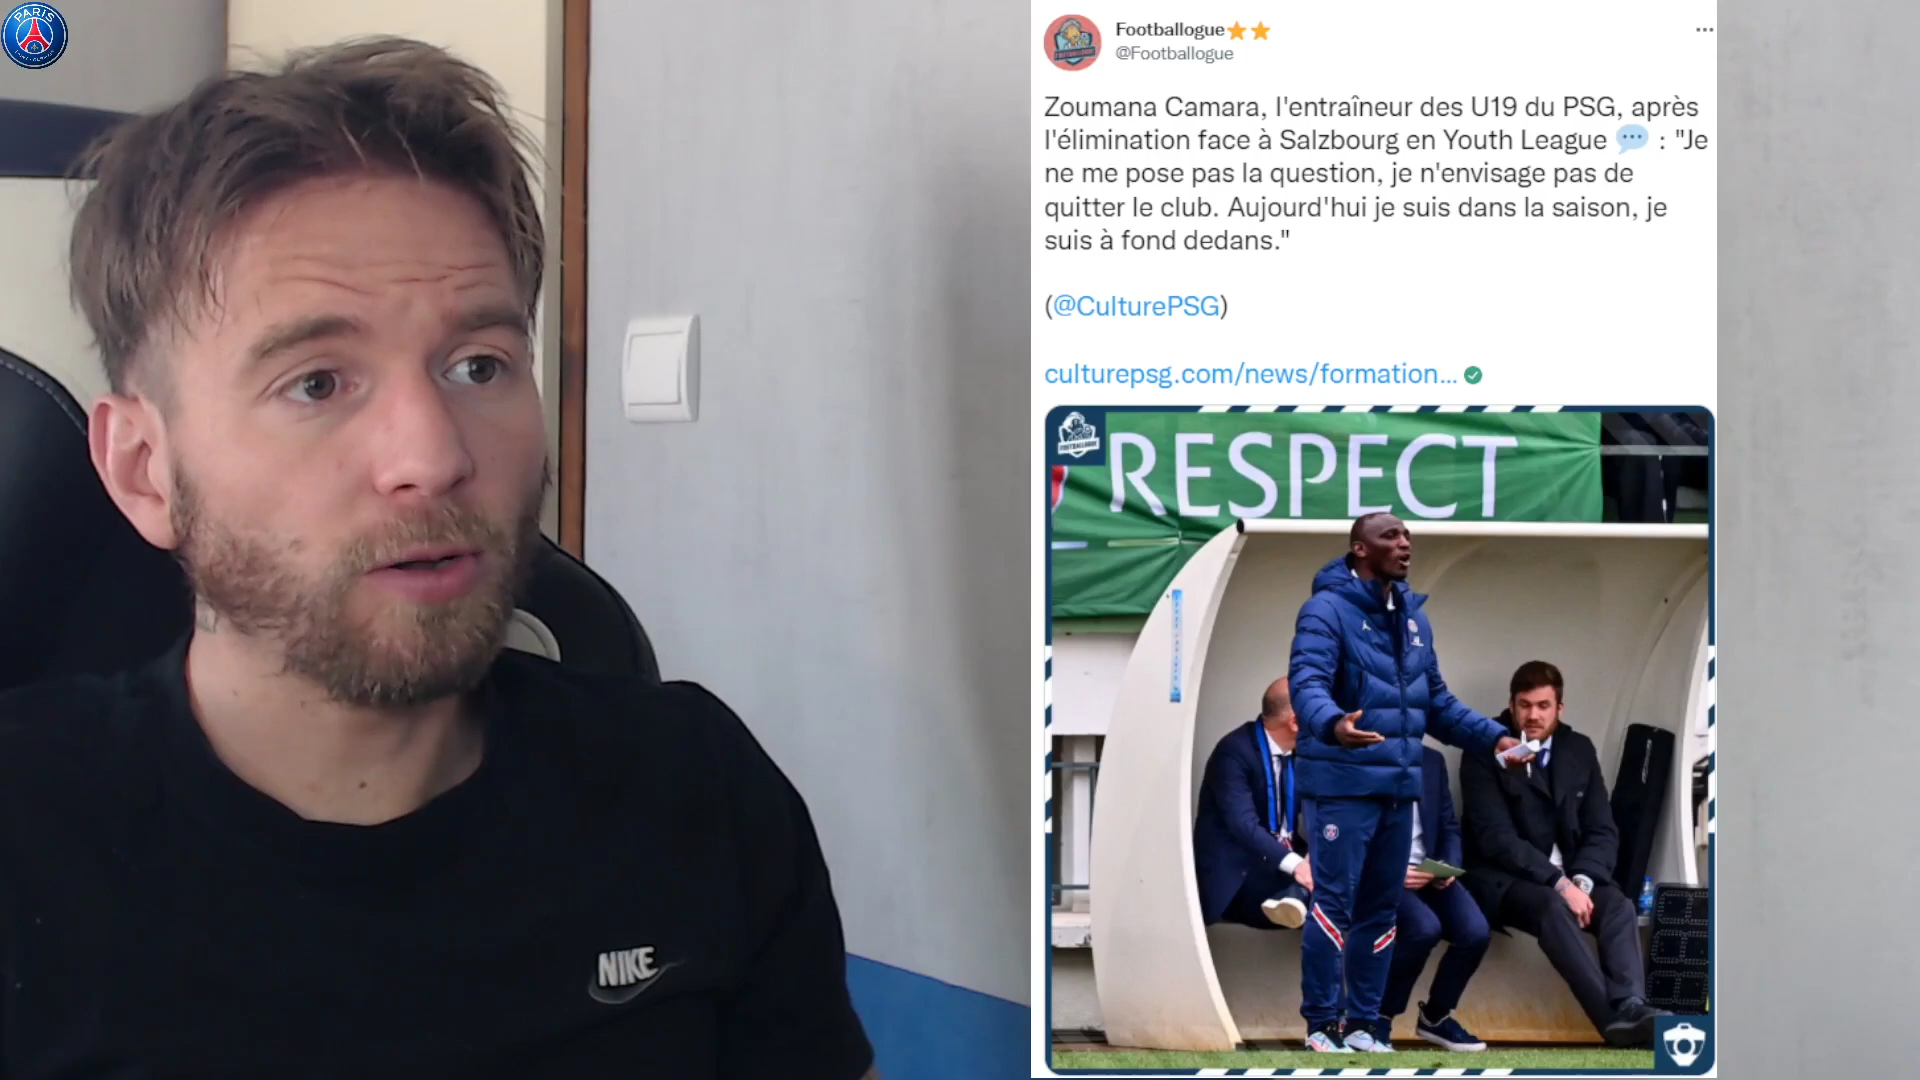 PARIS
Footballogue⭐⭐
@Footballogue
Zoumana Camara, l'entraîneur des U19 du PSG, après
l'élimination face à Salzbourg en Youth League 💬 : "Je
ne me pose pas la question, je n'envisage pas de
quitter le club. Aujourd'hui je suis dans la saison, je
suis à fond dedans."
(@CulturePSG)
culturepsg.com/news/formation...
FOOTBALLOGUE
RESPECT
NIKE